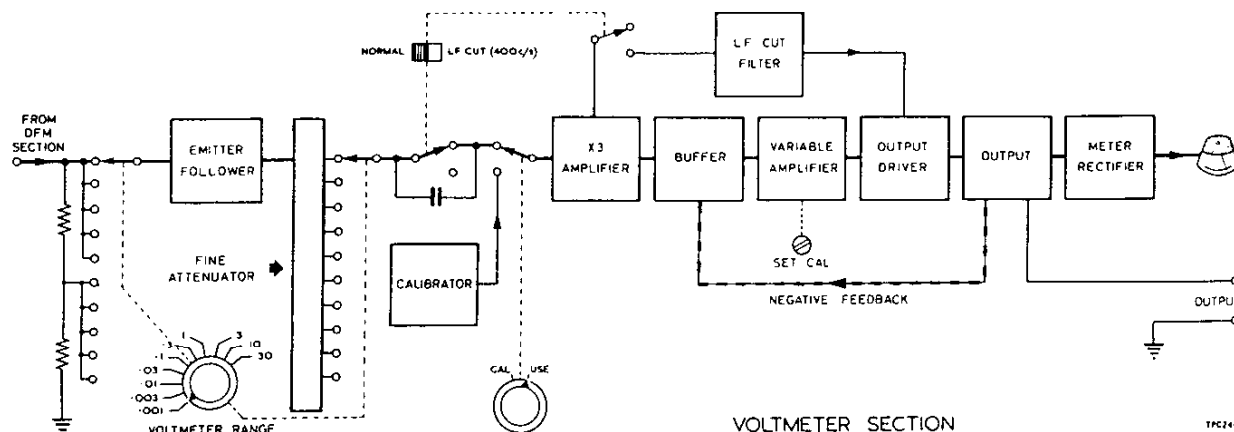 NORMAL
LF CUT (400c/s)
LF CUT
FILTER
FROM
DFM
SECTION
EMITTER
FOLLOWER
X3
AMPLIFIER
BUFFER
VARIABLE
AMPLIFIER
OUTPUT
DRIVER
OUTPUT
METER
RECTIFIER
FINE
ATTENUATOR
CALIBRATOR
SET CAL
NEGATIVE FEEDBACK
OUTPUT
.001
.003
.01
.03
.1
.3
1
3
10
30
VOLTMETER RANGE
CAL
USE
VOLTMETER SECTION